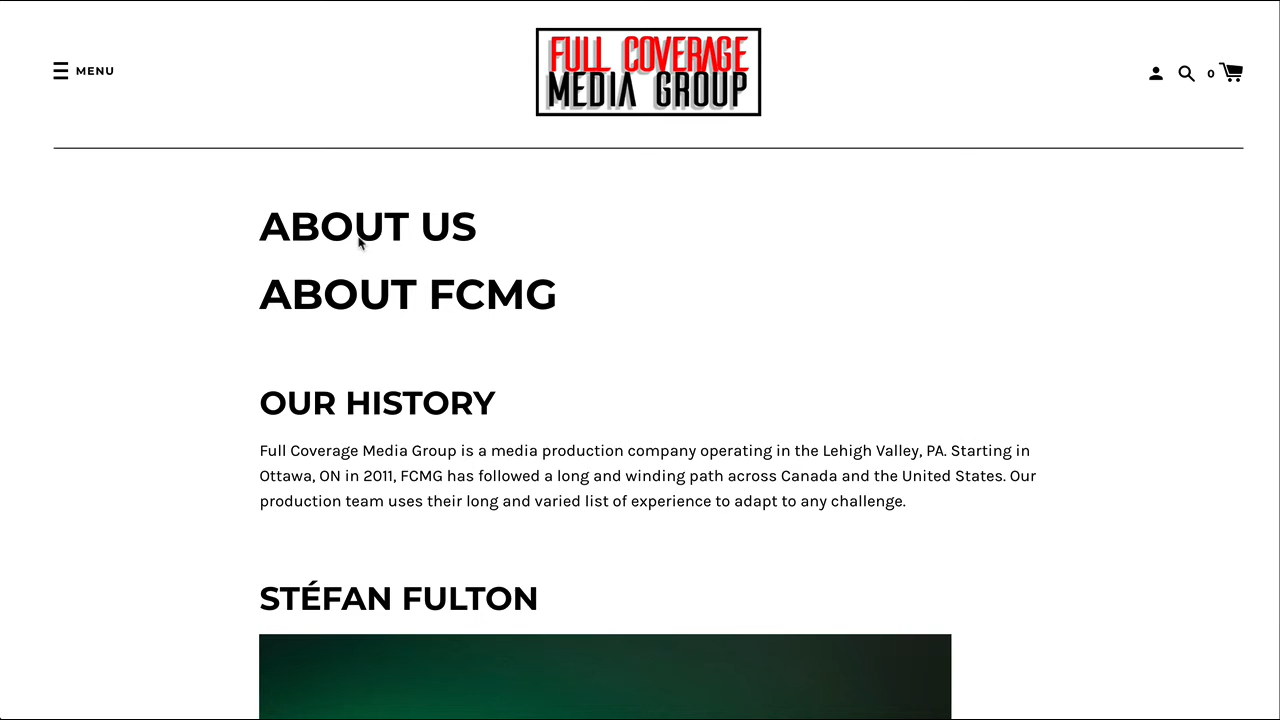 MENU
FULL COVERAGE
MEDIA GROUP
0
ABOUT US
ABOUT FCMG
OUR HISTORY
Full Coverage Media Group is a media production company operating in the Lehigh Valley, PA. Starting in
Ottawa, ON in 2011, FCMG has followed a long and winding path across Canada and the United States. Our
production team uses their long and varied list of experience to adapt to any challenge.
STÉFAN FULTON